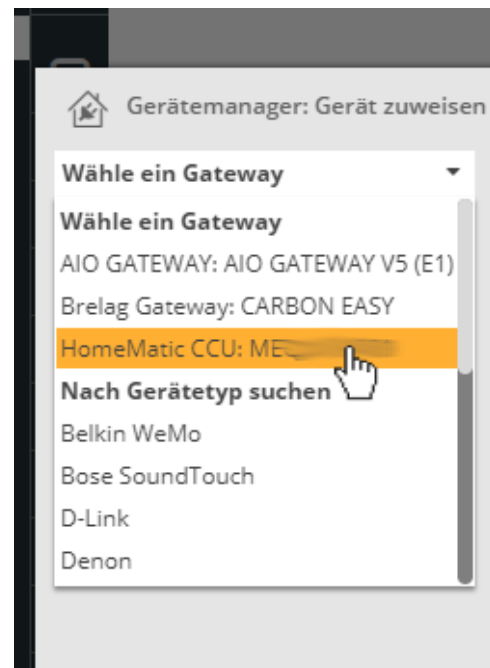 Gerätemanager: Gerät zuweisen
Wähle ein Gateway
Wähle ein Gateway
AIO GATEWAY: AIO GATEWAY V5 (E1)
Brelag Gateway: CARBON EASY
HomeMatic CCU:
Nach Gerätetyp suchen
Belkin WeMo
Bose SoundTouch
D-Link
Denon